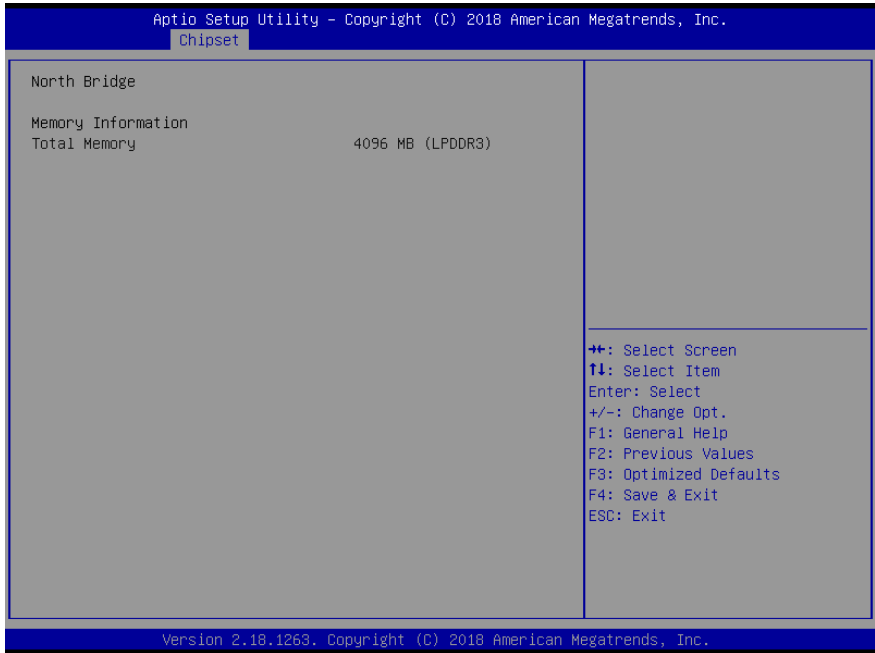 Aptio Setup Utility – Copyright (C) 2018 American Megatrends, Inc.
Chipset
North Bridge
Memory Information
Total Memory 4096 MB (LPDDR3)
→←: Select Screen
↑↓: Select Item
Enter: Select
+/-: Change Opt.
F1: General Help
F2: Previous Values
F3: Optimized Defaults
F4: Save & Exit
ESC: Exit
Version 2.18.1263. Copyright (C) 2018 American Megatrends, Inc.